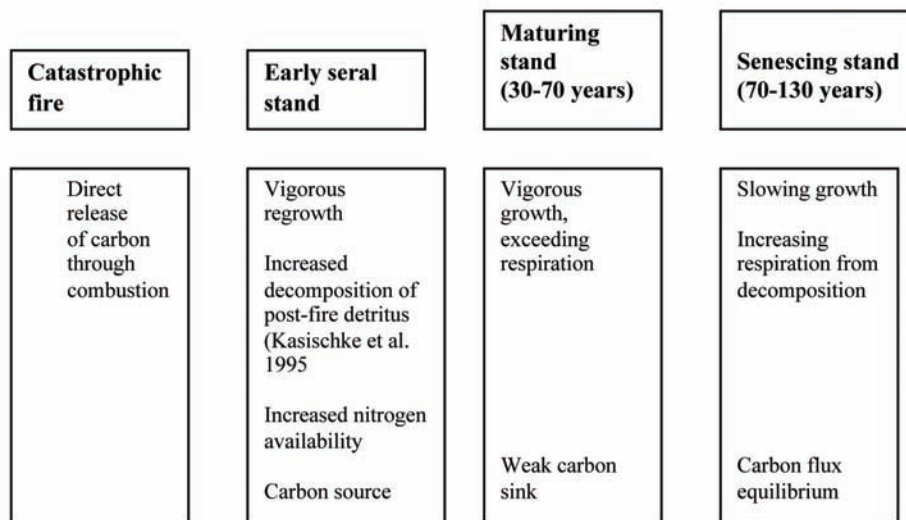 Catastrophic
fire
Early seral
stand
Maturing
stand
(30-70 years)
Senescing stand
(70-130 years)
Direct
release
of carbon
through
combustion
Vigorous
regrowth
Increased
decomposition of
post-fire detritus
(Kasischke et al.
1995
Increased nitrogen
availability
Carbon source
Vigorous
growth,
exceeding
respiration
Weak carbon
sink
Slowing growth
Increasing
respiration from
decomposition
Carbon flux
equilibrium